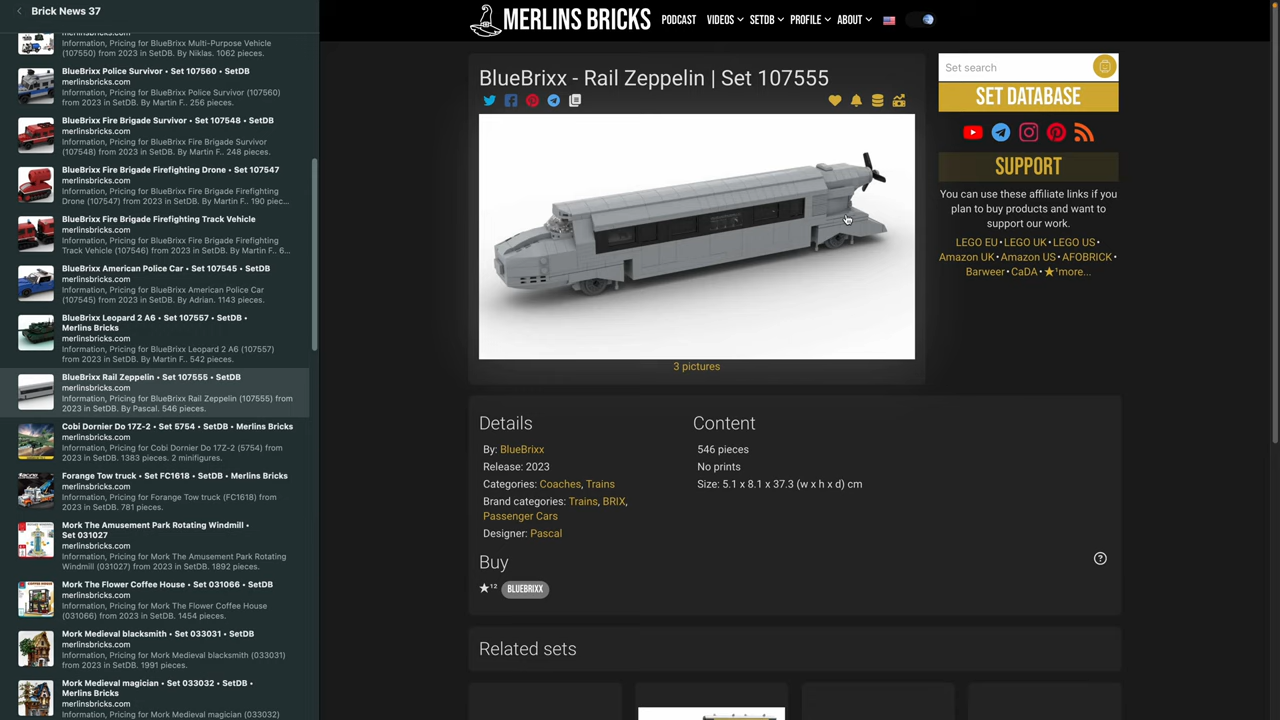 Brick News 37
Information, Pricing for BlueBrixx Multi-Purpose Vehicle
(107550) from 2023 in SetDB. By Niklas. 1062 pieces.
BlueBrixx Police Survivor • Set 107560 • SetDB
merlinsbricks.com
Information, Pricing for BlueBrixx Police Survivor (107560)
from 2023 in SetDB. By Martin F.. 256 pieces.
BlueBrixx Fire Brigade Survivor • Set 107548 • SetDB
merlinsbricks.com
Information, Pricing for BlueBrixx Fire Brigade Survivor
(107548) from 2023 in SetDB. By Martin F.. 248 pieces.
BlueBrixx Fire Brigade Firefighting Drone • Set 107547
merlinsbricks.com
Information, Pricing for BlueBrixx Fire Brigade Firefighting
Drone (107547) from 2023 in SetDB. By Martin F.. 190 piec...
BlueBrixx Fire Brigade Firefighting Track Vehicle
merlinsbricks.com
Information, Pricing for BlueBrixx Fire Brigade Firefighting
Track Vehicle (107546) from 2023 in SetDB. By Martin F.. 6...
BlueBrixx American Police Car • Set 107545 • SetDB
merlinsbricks.com
Information, Pricing for BlueBrixx American Police Car
(107545) from 2023 in SetDB. By Adrian. 1143 pieces.
BlueBrixx Leopard 2 A6 • Set 107557 • SetDB •
Merlins Bricks
merlinsbricks.com
Information, Pricing for BlueBrixx Leopard 2 A6 (107557)
from 2023 in SetDB. By Martin F.. 542 pieces.
BlueBrixx Rail Zeppelin • Set 107555 • SetDB
merlinsbricks.com
Information, Pricing for BlueBrixx Rail Zeppelin (107555) from
2023 in SetDB. By Pascal. 546 pieces.
Cobi Dornier Do 17Z-2 • Set 5754 • SetDB • Merlins Bricks
merlinsbricks.com
Information, Pricing for Cobi Dornier Do 17Z-2 (5754) from
2023 in SetDB. 1383 pieces. 2 minifigures.
Forange Tow truck • Set FC1618 • SetDB • Merlins Bricks
merlinsbricks.com
Information, Pricing for Forange Tow truck (FC1618) from
2023 in SetDB. 781 pieces.
Mork The Amusement Park Rotating Windmill •
Set 031027
merlinsbricks.com
Information, Pricing for Mork The Amusement Park Rotating
Windmill (031027) from 2023 in SetDB. 1892 pieces.
Mork The Flower Coffee House • Set 031066 • SetDB
merlinsbricks.com
Information, Pricing for Mork The Flower Coffee House
(031066) from 2023 in SetDB. 1454 pieces.
Mork Medieval blacksmith • Set 033031 • SetDB
merlinsbricks.com
Information, Pricing for Mork Medieval blacksmith (033031)
from 2023 in SetDB. 1991 pieces.
Mork Medieval magician • Set 033032 • SetDB •
Merlins Bricks
merlinsbricks.com
Information, Pricing for Mork Medieval magician (033032)
MERLINS BRICKS
PODCAST VIDEOS SETDB PROFILE ABOUT
BlueBrixx - Rail Zeppelin | Set 107555
3 pictures
Details
By: BlueBrixx
Release: 2023
Categories: Coaches, Trains
Brand categories: Trains, BRIX,
Passenger Cars
Designer: Pascal
Content
546 pieces
No prints
Size: 5.1 x 8.1 x 37.3 (w x h x d) cm
Buy
★12 BLUEBRIXX
Related sets
Set search
SET DATABASE
SUPPORT
You can use these affiliate links if you
plan to buy products and want to
support our work.
LEGO EU • LEGO UK • LEGO US •
Amazon UK • Amazon US • AFOBRICK •
Barweer • CaDA • ★¹more...